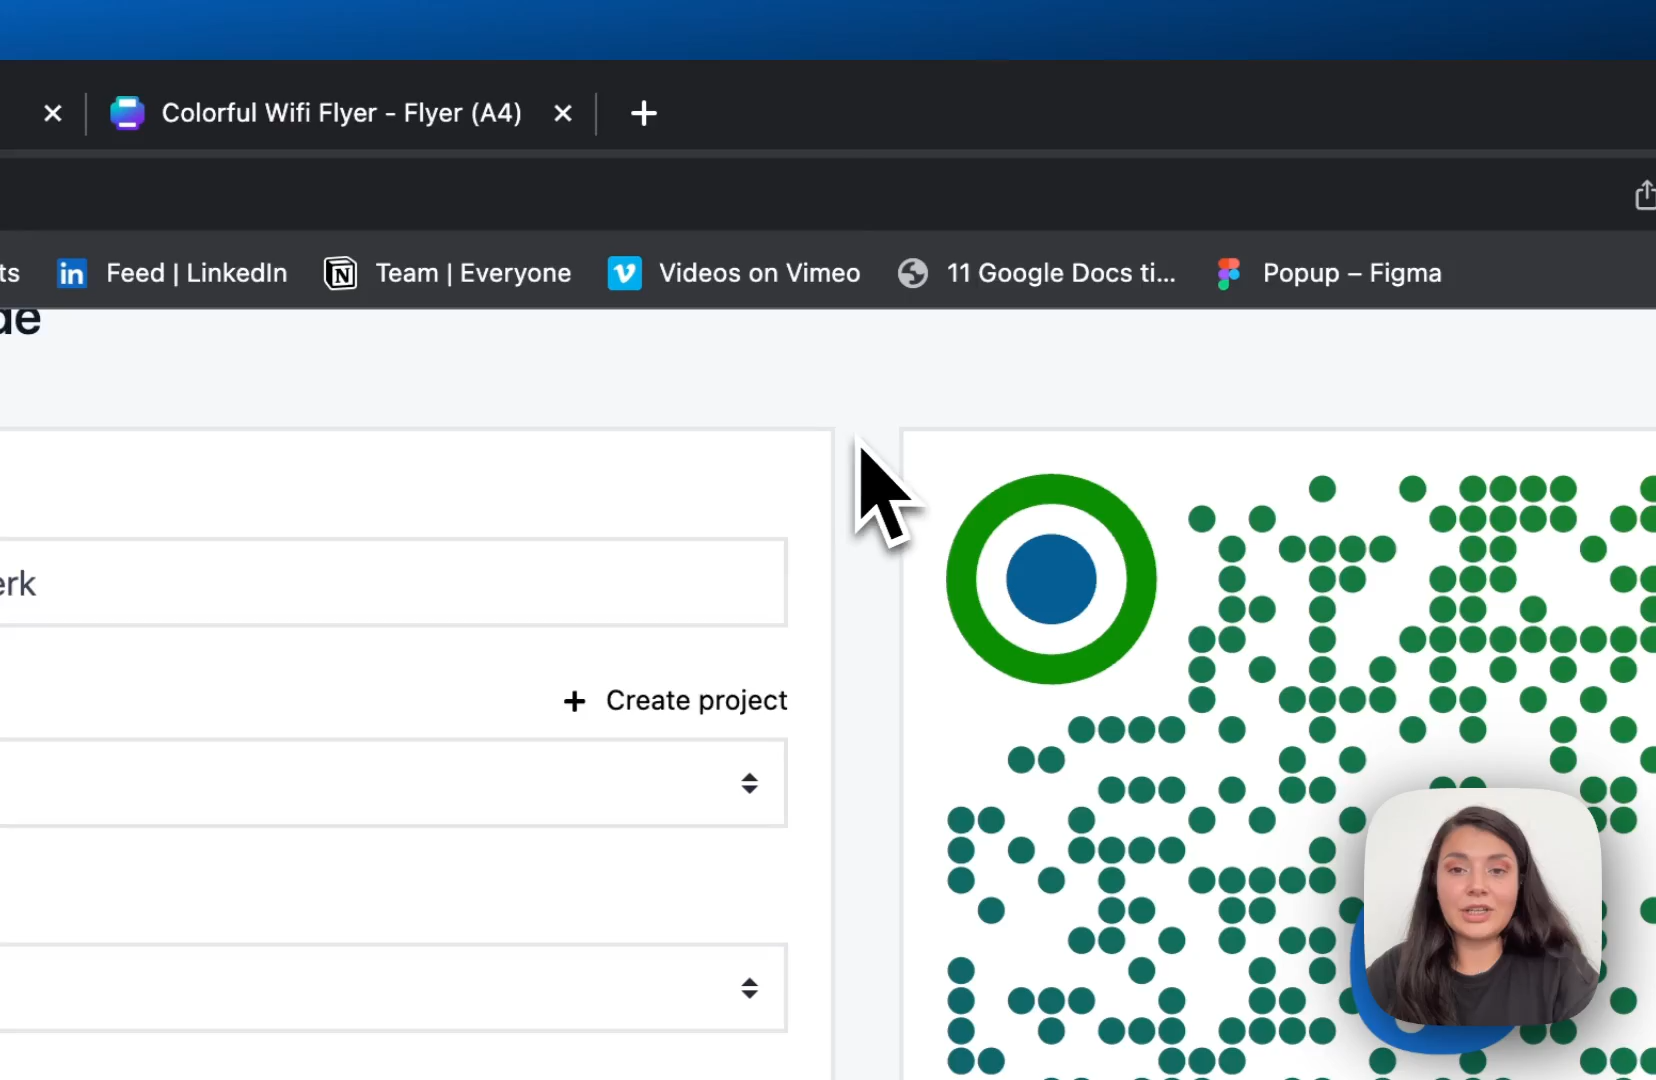 Colorful Wifi Flyer - Flyer (A4)
ts
Feed | LinkedIn
Team | Everyone
Videos on Vimeo
11 Google Docs ti...
Popup – Figma
de
erk
+ Create project